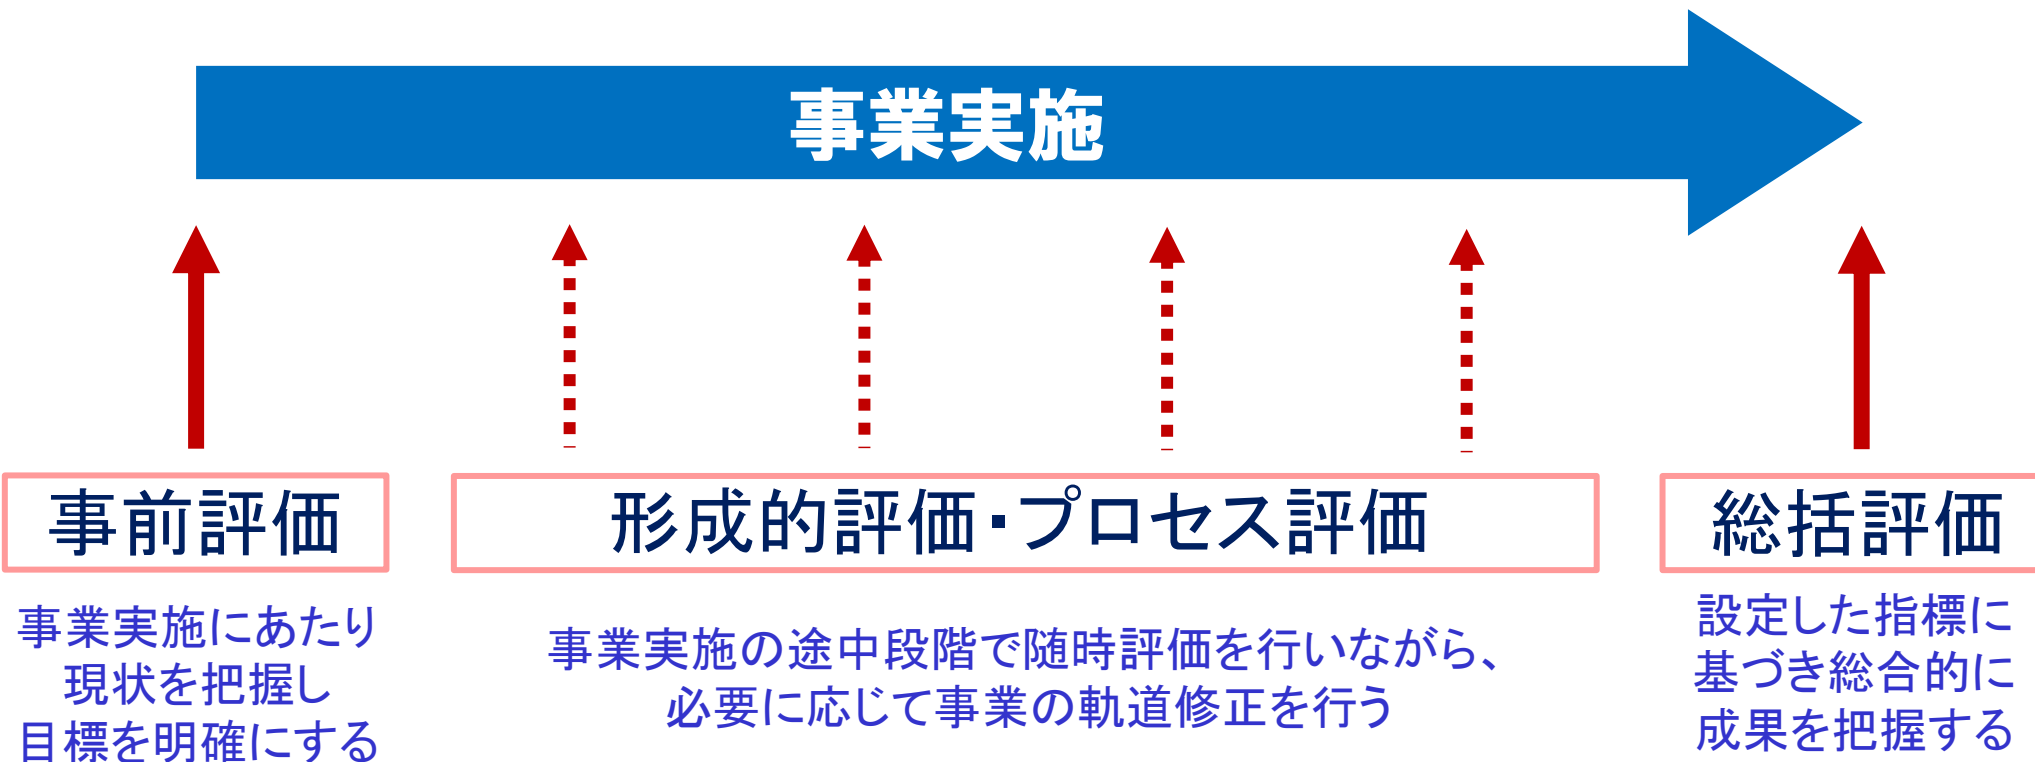 事業実施
事前評価
形成的評価・プロセス評価
総括評価
事業実施にあたり
現状を把握し
目標を明確にする
事業実施の途中段階で随時評価を行いながら、
必要に応じて事業の軌道修正を行う
設定した指標に
基づき総合的に
成果を把握する